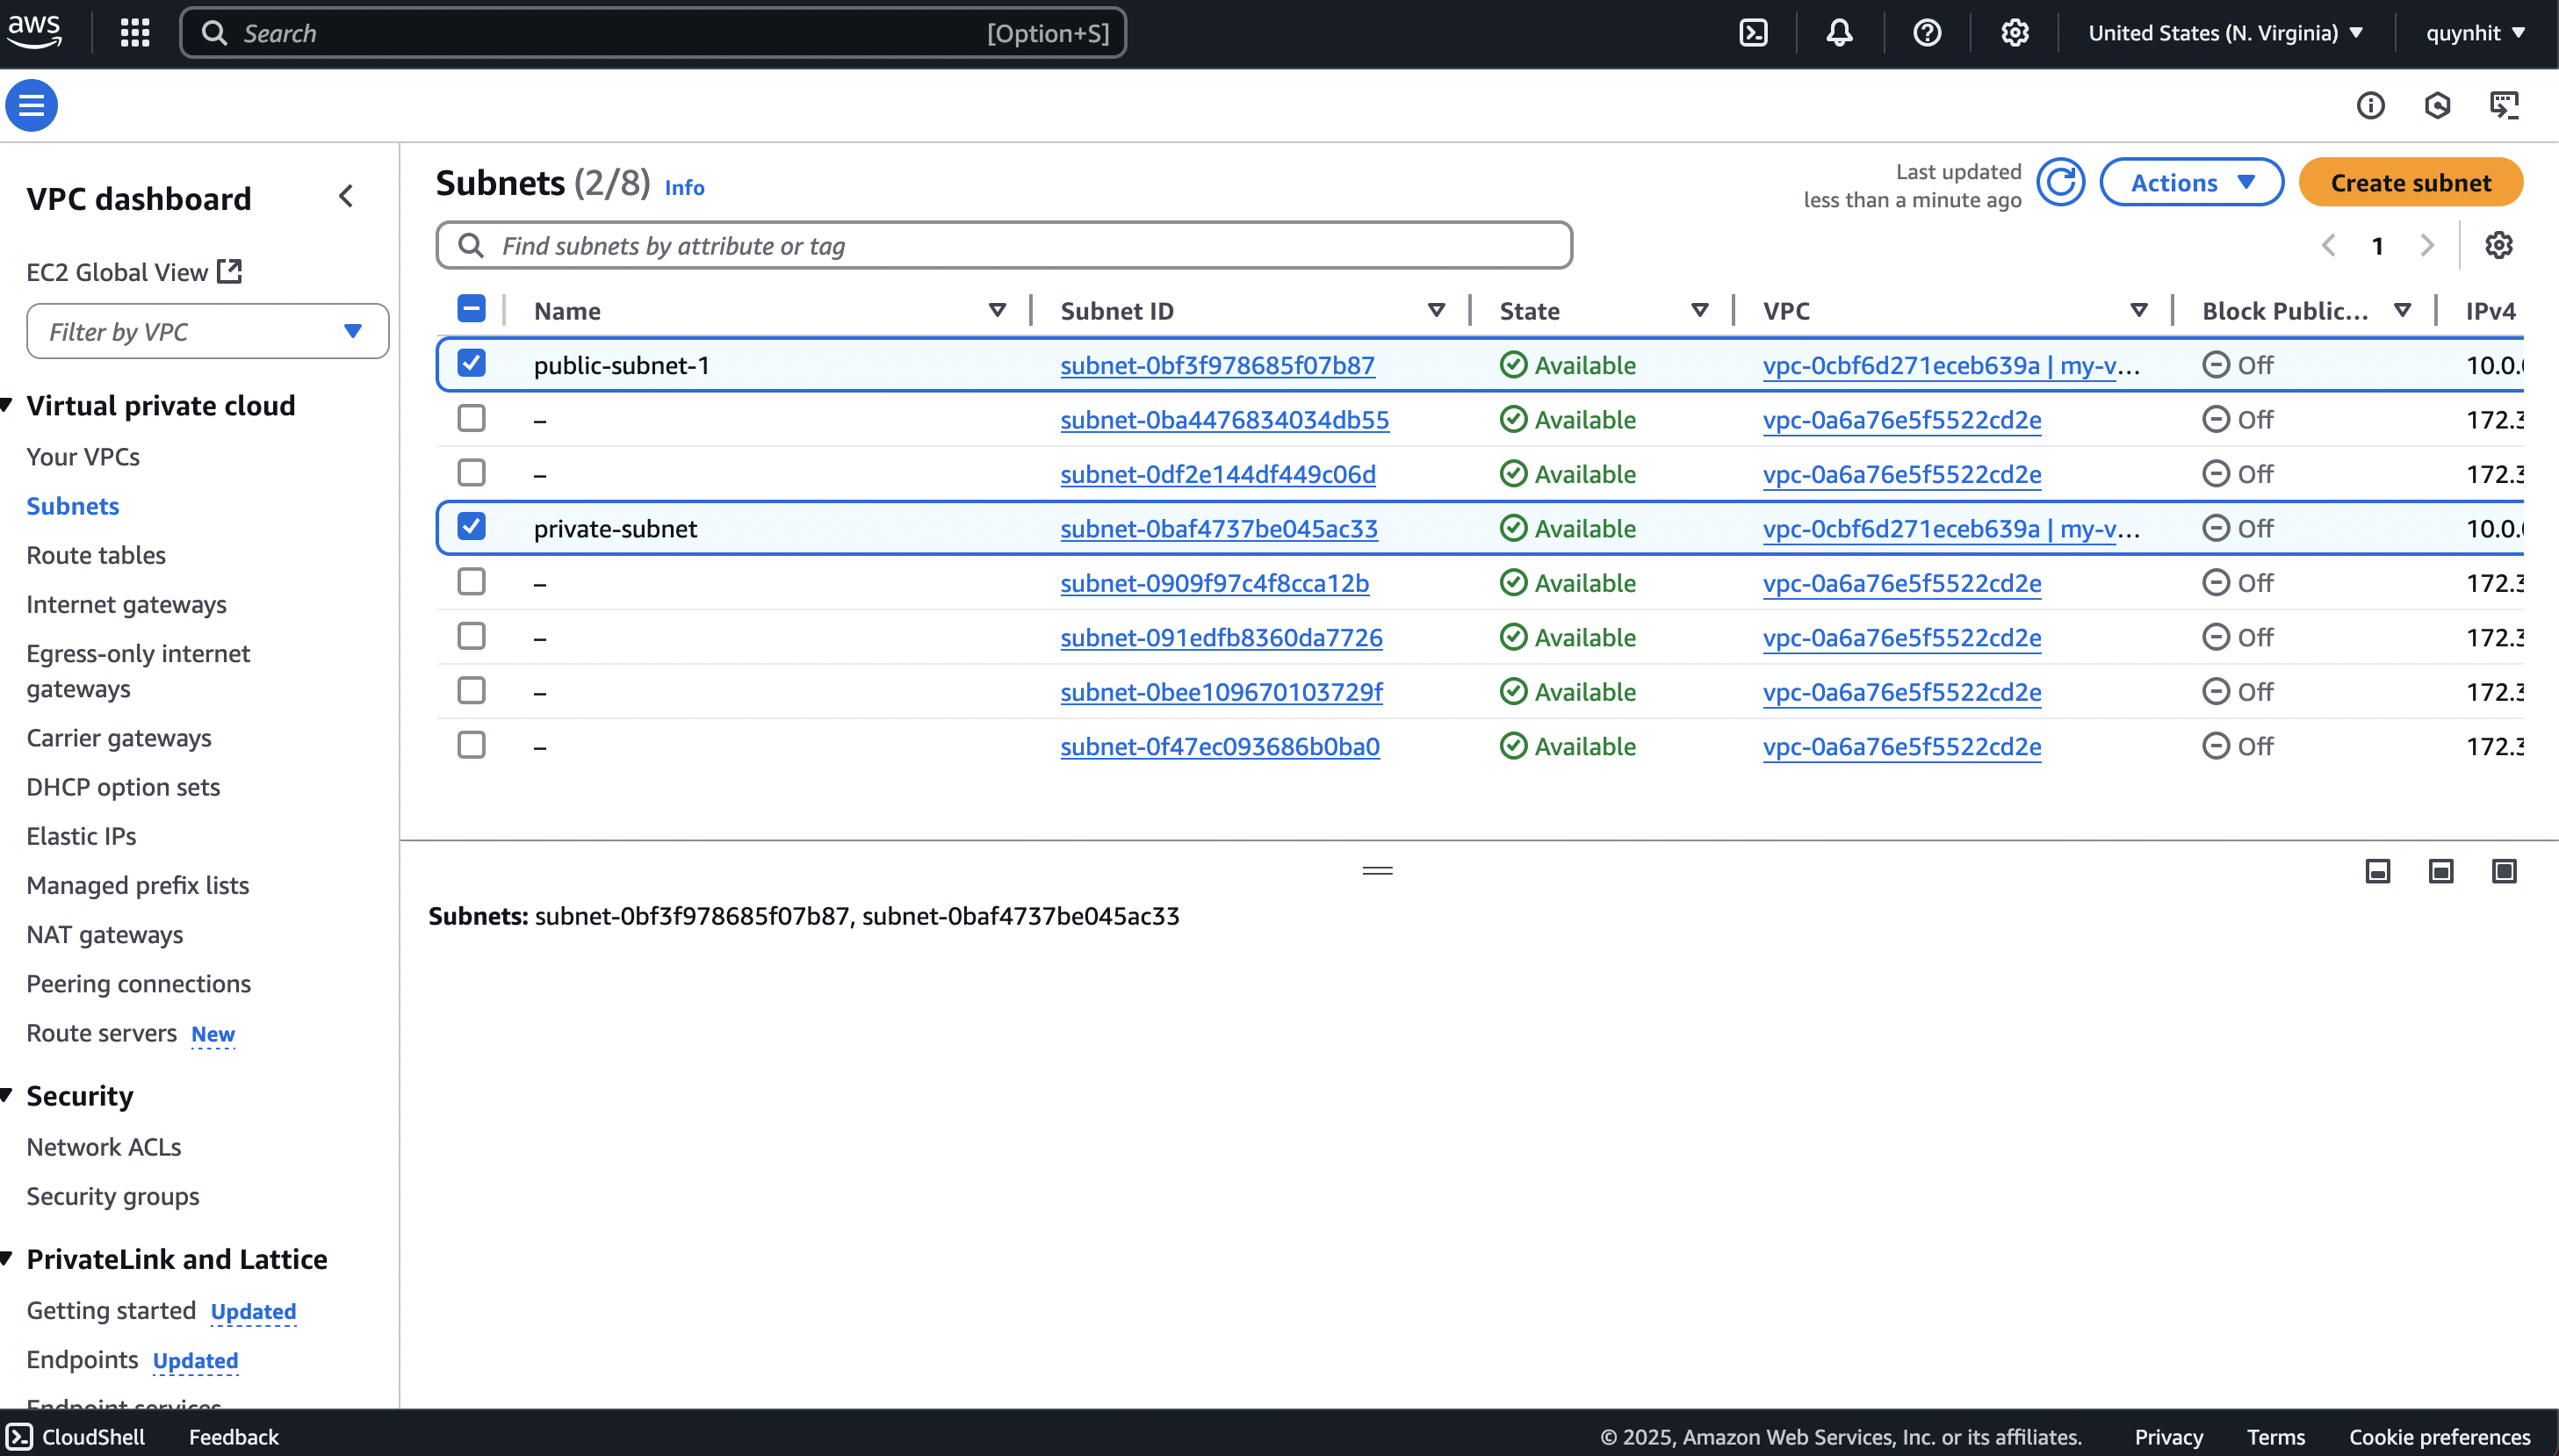 aws
Search [Option+S]
United States (N. Virginia)
quynhit
VPC dashboard
EC2 Global View
Filter by VPC
Virtual private cloud
Your VPCs
Subnets
Route tables
Internet gateways
Egress-only internet
gateways
Carrier gateways
DHCP option sets
Elastic IPs
Managed prefix lists
NAT gateways
Peering connections
Route servers New
Security
Network ACLs
Security groups
PrivateLink and Lattice
Getting started Updated
Endpoints Updated
Endpoint services
Subnets (2/8) Info
Last updated
less than a minute ago
Actions
Create subnet
Find subnets by attribute or tag
1
Name Subnet ID State VPC Block Public... IPv4
public-subnet-1 subnet-0bf3f978685f07b87 Available vpc-0cbf6d271eceb639a | my-v... Off 10.0.
– subnet-0ba4476834034db55 Available vpc-0a6a76e5f5522cd2e Off 172.3
– subnet-0df2e144df449c06d Available vpc-0a6a76e5f5522cd2e Off 172.3
private-subnet subnet-0baf4737be045ac33 Available vpc-0cbf6d271eceb639a | my-v... Off 10.0.
– subnet-0909f97c4f8cca12b Available vpc-0a6a76e5f5522cd2e Off 172.3
– subnet-091edfb8360da7726 Available vpc-0a6a76e5f5522cd2e Off 172.3
– subnet-0bee109670103729f Available vpc-0a6a76e5f5522cd2e Off 172.3
– subnet-0f47ec093686b0ba0 Available vpc-0a6a76e5f5522cd2e Off 172.3
Subnets: subnet-0bf3f978685f07b87, subnet-0baf4737be045ac33
CloudShell Feedback
© 2025, Amazon Web Services, Inc. or its affiliates. Privacy Terms Cookie preferences